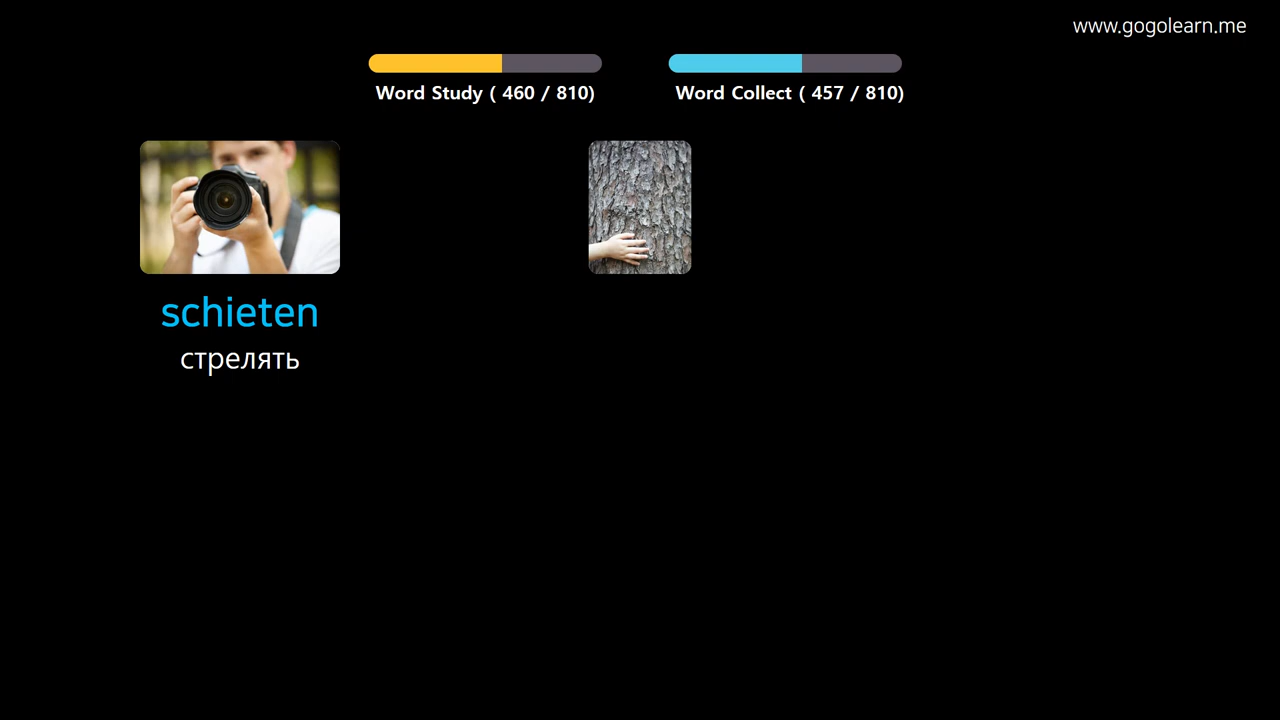 www.gogolearn.me
Word Study ( 460 / 810)
Word Collect ( 457 / 810)
schieten
стрелять